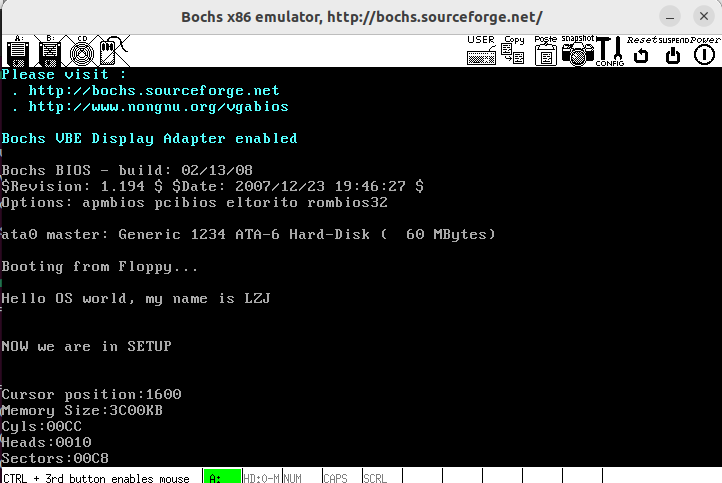 Bochs x86 emulator, http://bochs.sourceforge.net/
A: B: CD USER Copy Paste snapshot CONFIG Reset SUSPEND Power
Please visit :
. http://bochs.sourceforge.net
. http://www.nongnu.org/vgabios
Bochs VBE Display Adapter enabled
Bochs BIOS - build: 02/13/08
$Revision: 1.194 $ $Date: 2007/12/23 19:46:27 $
Options: apmbios pcibios eltorito rombios32
ata0 master: Generic 1234 ATA-6 Hard-Disk ( 60 MBytes)
Booting from Floppy...
Hello OS world, my name is LZJ
NOW we are in SETUP
Cursor position:1600
Memory Size:3C00KB
Cyls:00CC
Heads:0010
Sectors:00C8
CTRL + 3rd button enables mouse A: HD:0-M NUM CAPS SCRL